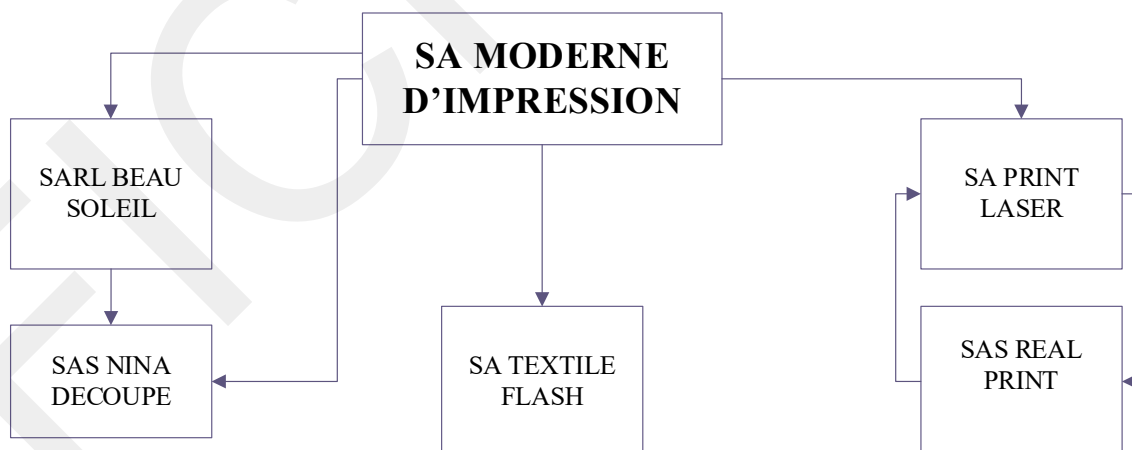 SA MODERNE
D’IMPRESSION
SARL BEAU
SOLEIL
SA PRINT
LASER
SAS NINA
DECOUPE
SA TEXTILE
FLASH
SAS REAL
PRINT